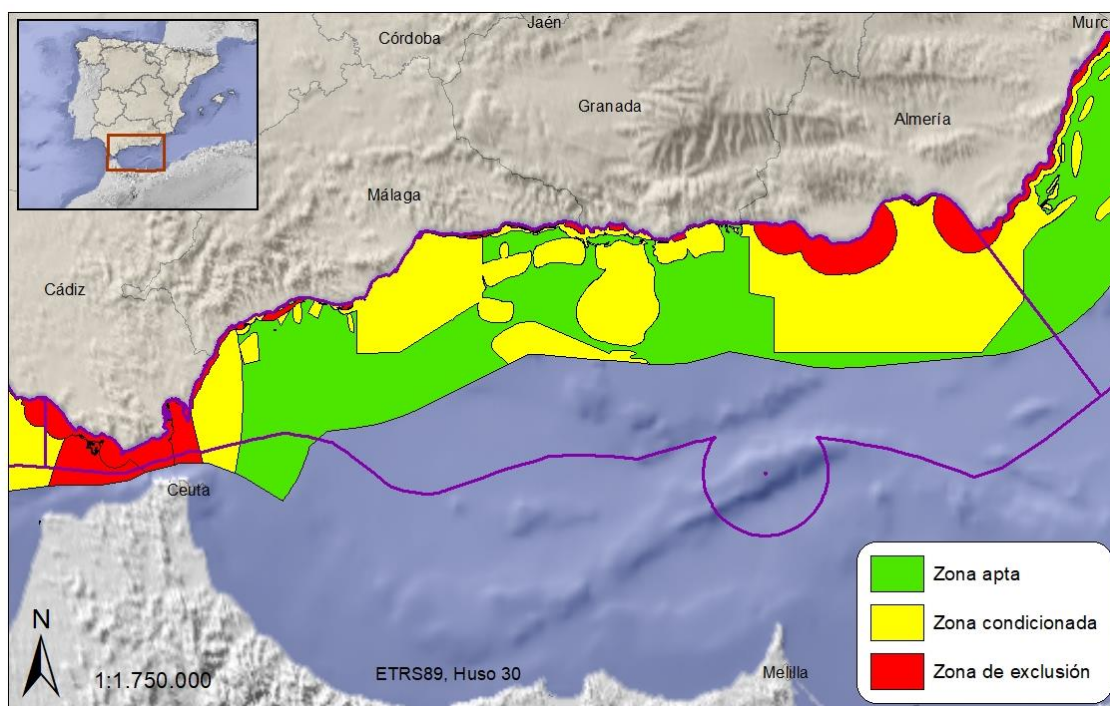 Jaén
Murc
Córdoba
Granada
Almería
Málaga
Cádiz
Ceuta
Zona apta
Zona condicionada
Zona de exclusión
N
1:1.750.000
ETRS89, Huso 30
Melilla